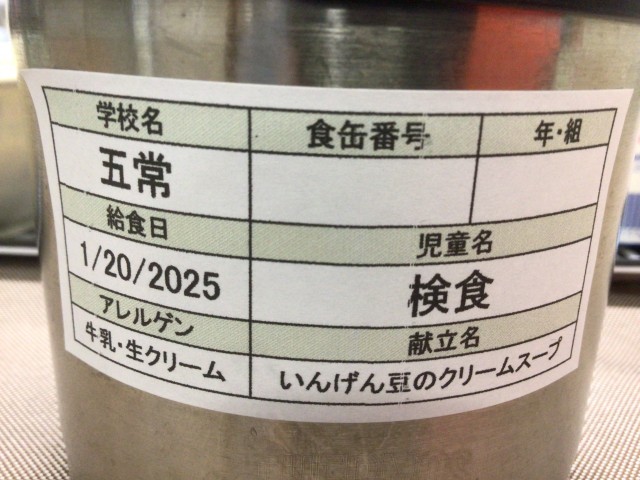 学校名 食缶番号 年・組
五常
給食日 児童名
1/20/2025 検食
アレルゲン 献立名
牛乳・生クリーム いんげん豆のクリームスープ